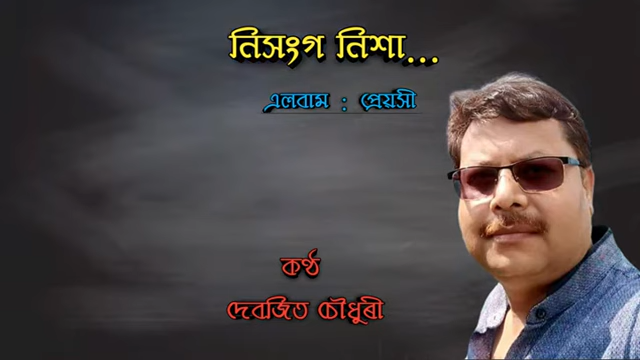 নিসংগ নিশা...
এলবাম : প্ৰেয়সী
কণ্ঠ
দেবজিত চৌধুৰী